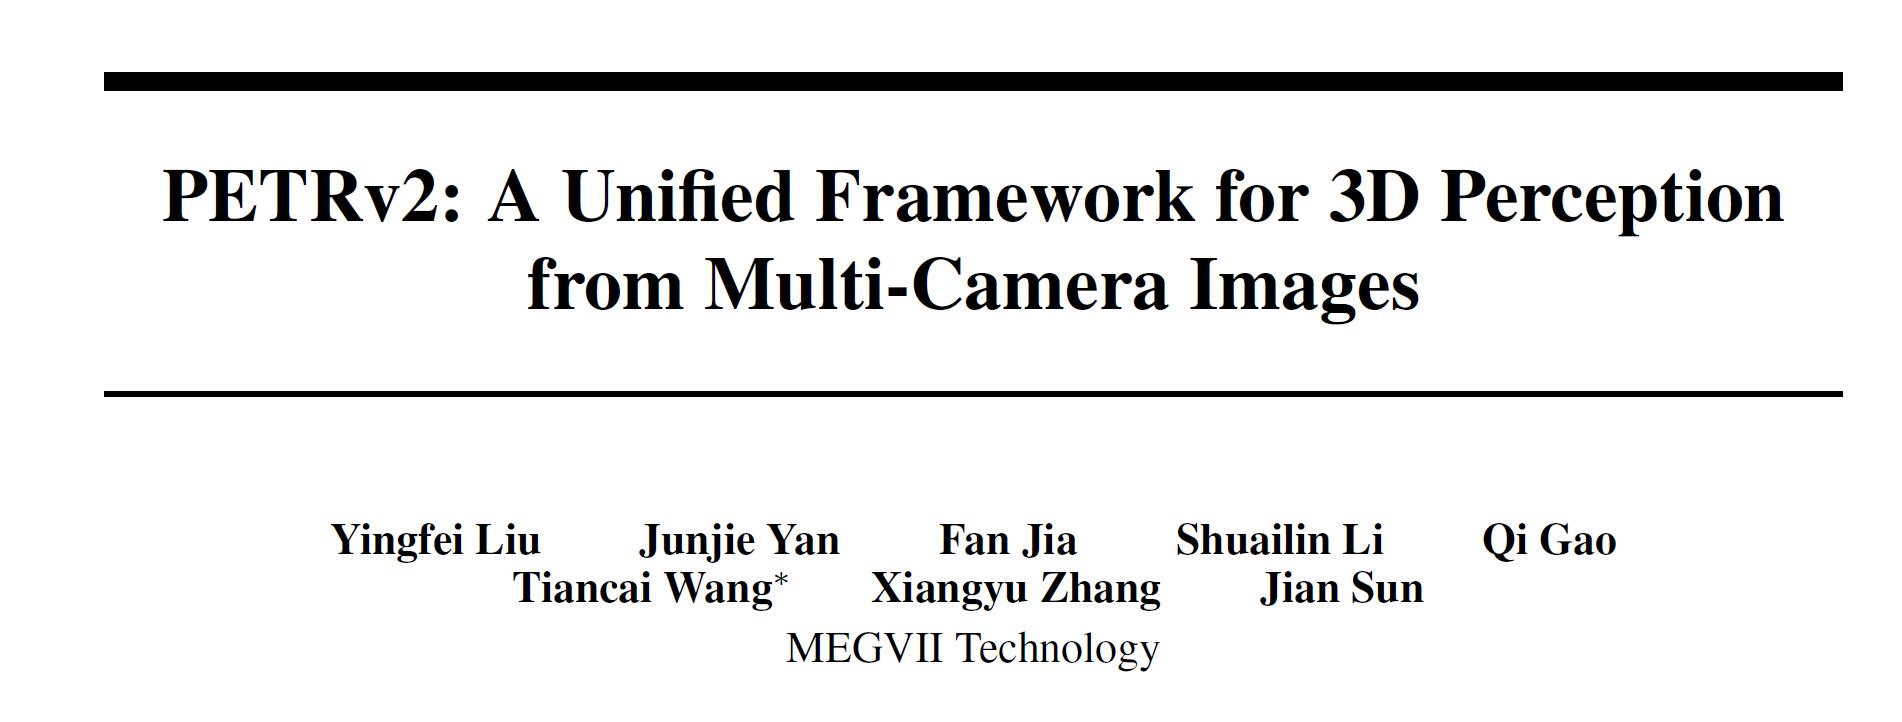 PETRv2: A Unified Framework for 3D Perception
from Multi-Camera Images
Yingfei Liu Junjie Yan Fan Jia Shuailin Li Qi Gao
Tiancai Wang* Xiangyu Zhang Jian Sun
MEGVII Technology